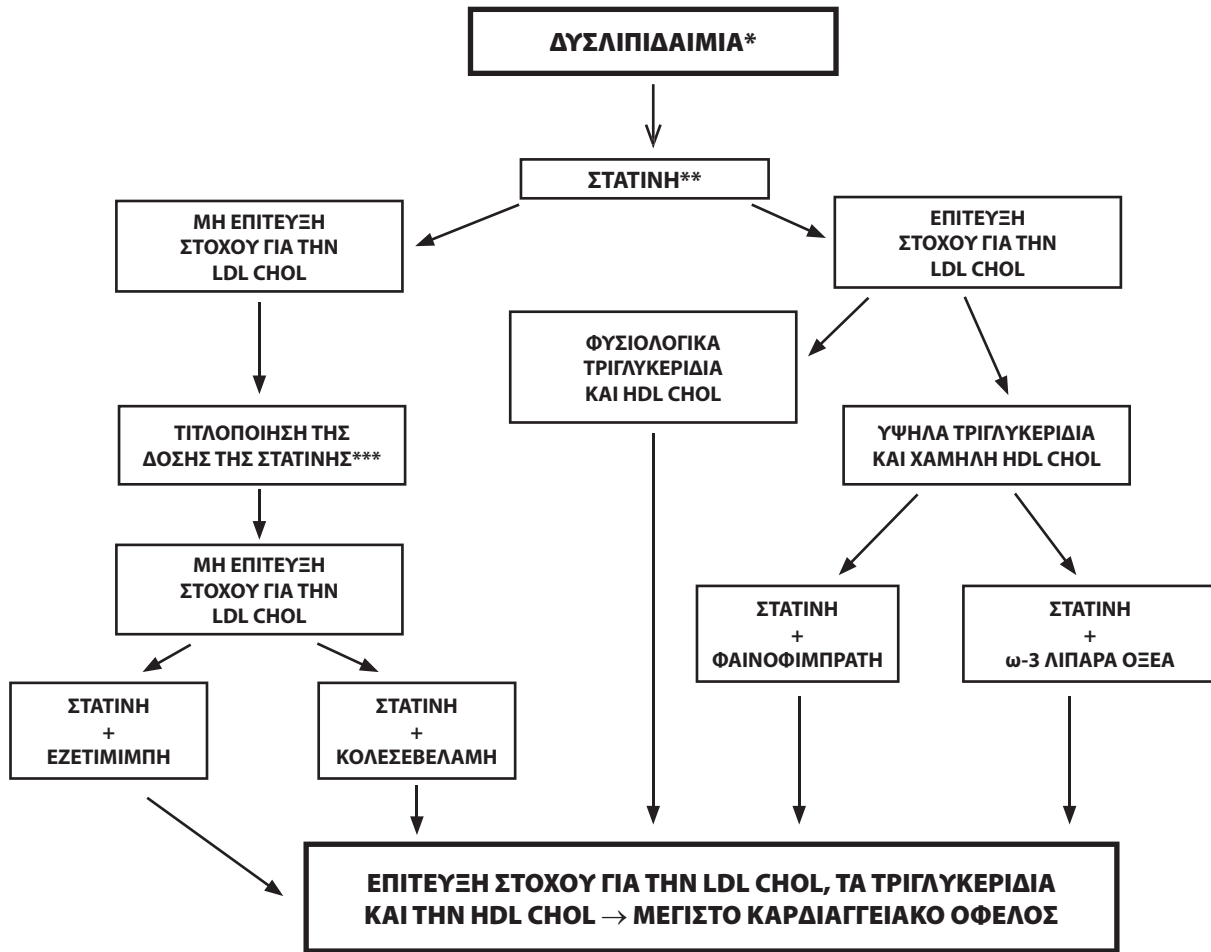 ΔΥΣΛΙΠΙΔΑΙΜΙΑ*
ΣΤΑΤΙΝΗ**
ΜΗ ΕΠΙΤΕΥΞΗ
ΣΤΟΧΟΥ ΓΙΑ ΤΗΝ
LDL CHOL
ΕΠΙΤΕΥΞΗ
ΣΤΟΧΟΥ ΓΙΑ ΤΗΝ
LDL CHOL
ΦΥΣΙΟΛΟΓΙΚΑ
ΤΡΙΓΛΥΚΕΡΙΔΙΑ
ΚΑΙ HDL CHOL
ΤΙΤΛΟΠΟΙΗΣΗ ΤΗΣ
ΔΟΣΗΣ ΤΗΣ ΣΤΑΤΙΝΗΣ***
ΥΨΗΛΑ ΤΡΙΓΛΥΚΕΡΙΔΙΑ
ΚΑΙ ΧΑΜΗΛΗ HDL CHOL
ΜΗ ΕΠΙΤΕΥΞΗ
ΣΤΟΧΟΥ ΓΙΑ ΤΗΝ
LDL CHOL
ΣΤΑΤΙΝΗ
+
ΦΑΙΝΟΦΙΜΠΡΑΤΗ
ΣΤΑΤΙΝΗ
+
ω-3 ΛΙΠΑΡΑ ΟΞΕΑ
ΣΤΑΤΙΝΗ
+
ΕΖΕΤΙΜΙΜΠΗ
ΣΤΑΤΙΝΗ
+
ΚΟΛΕΣΕΒΕΛΑΜΗ
ΕΠΙΤΕΥΞΗ ΣΤΟΧΟΥ ΓΙΑ ΤΗΝ LDL CHOL, ΤΑ ΤΡΙΓΛΥΚΕΡΙΔΙΑ
ΚΑΙ ΤΗΝ HDL CHOL → ΜΕΓΙΣΤΟ ΚΑΡΔΙΑΓΓΕΙΑΚΟ ΟΦΕΛΟΣ